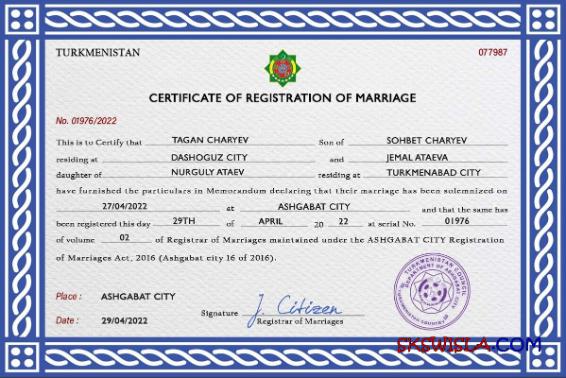 TURKMENISTAN
077987
CERTIFICATE OF REGISTRATION OF MARRIAGE
No. 01976/2022
This is to Certify that TAGAN CHARYEV Son of SOHBET CHARYEV
residing at DASHOGUZ CITY and JEMAL ATAEVA
daughter of NURGULY ATAEV residing at TURKMENABAD CITY
have furnished the particulars in Memorandum declaring that their marriage has been solemnized on
27/04/2022 at ASHGABAT CITY and that the same has
been registered this day 29TH of APRIL 20 22 at serial No. 01976
of volume 02 of Registrar of Marriages maintained under the ASHGABAT CITY Registration
of Marriages Act, 2016 (Ashgabat city 16 of 2016).
TURKMENISTAN COUNCIL
Place : ASHGABAT CITY
Signature J. Citizen
Registrar of Marriages
Date : 29/04/2022
SKSWISLA.COM